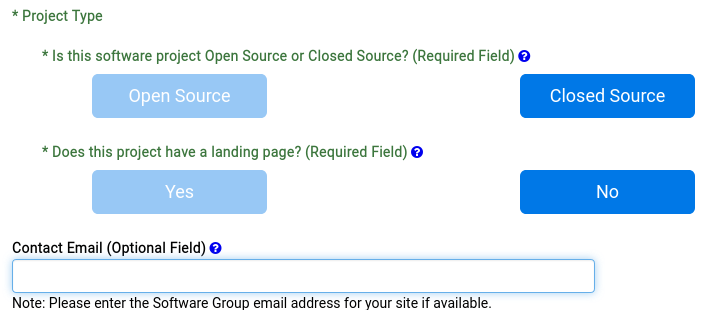 * Project Type
* Is this software project Open Source or Closed Source? (Required Field) ?
Open Source Closed Source
* Does this project have a landing page? (Required Field) ?
Yes No
Contact Email (Optional Field) ?
Note: Please enter the Software Group email address for your site if available.